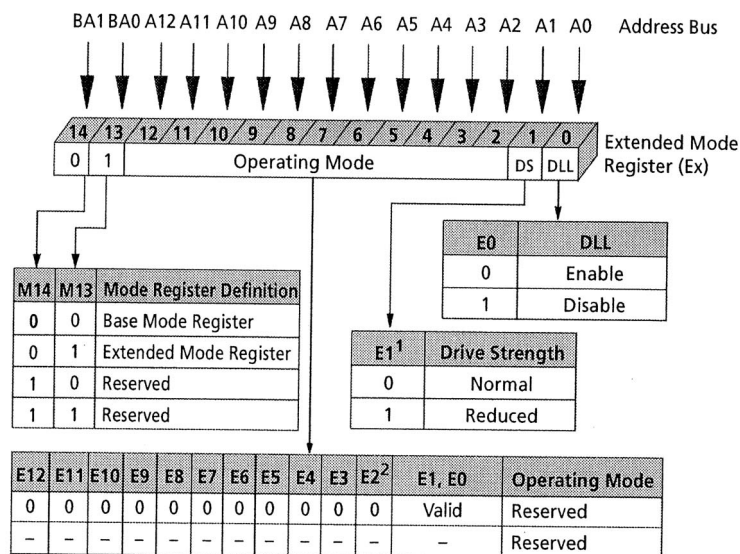 BA1 BA0 A12 A11 A10 A9 A8 A7 A6 A5 A4 A3 A2 A1 A0 Address Bus
14 13 12 11 10 9 8 7 6 5 4 3 2 1 0
Extended Mode
Register (Ex)
0 1 Operating Mode DS DLL
E0 DLL
0 Enable
1 Disable
M14 M13 Mode Register Definition
0 0 Base Mode Register
0 1 Extended Mode Register
1 0 Reserved
1 1 Reserved
E1¹ Drive Strength
0 Normal
1 Reduced
E12 E11 E10 E9 E8 E7 E6 E5 E4 E3 E2² E1, E0 Operating Mode
0 0 0 0 0 0 0 0 0 0 0 Valid Reserved
– – – – – – – – – – – – Reserved